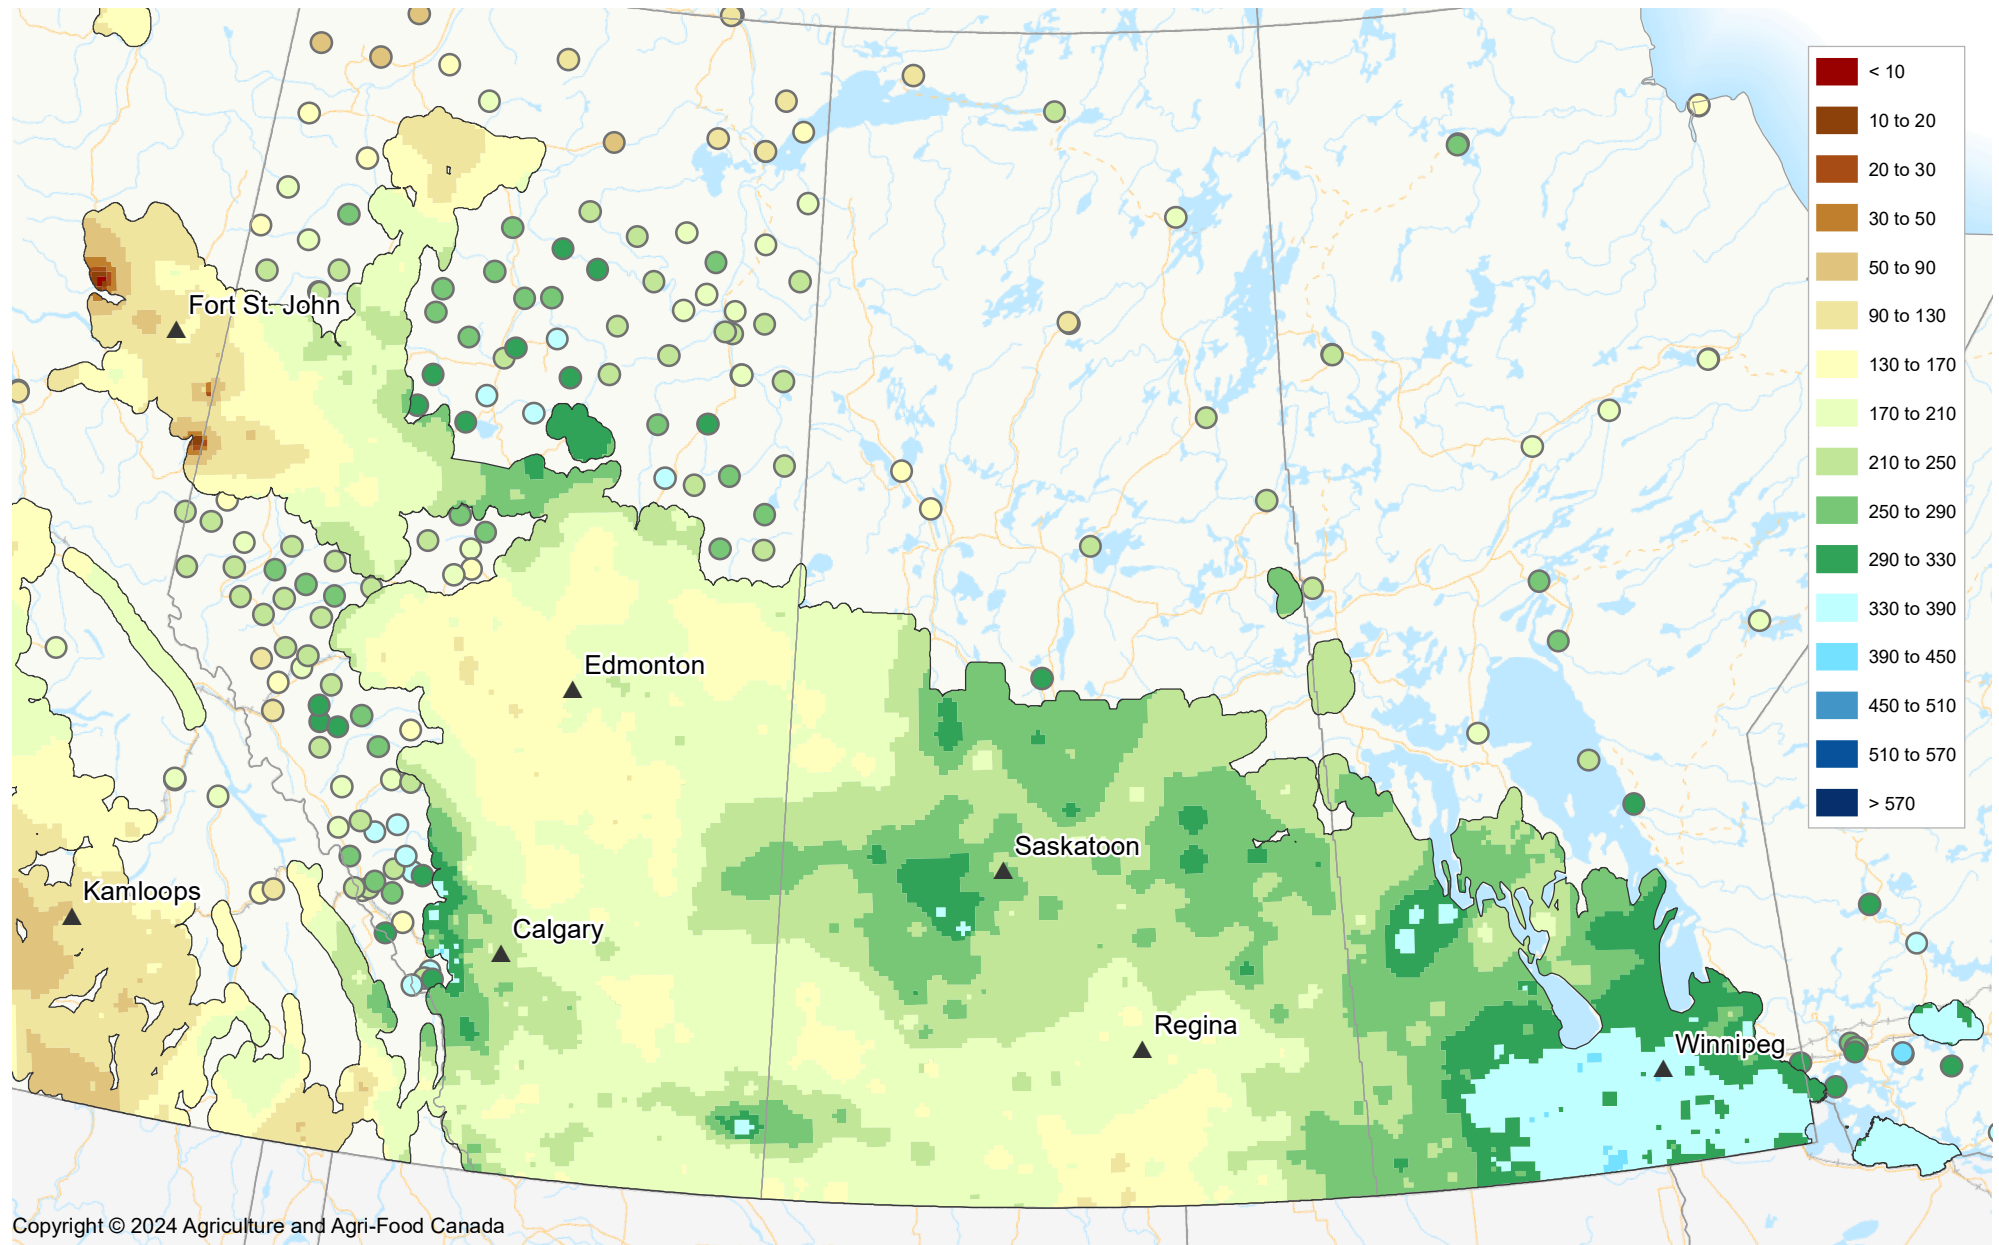 < 10
10 to 20
20 to 30
30 to 50
50 to 90
90 to 130
130 to 170
170 to 210
210 to 250
250 to 290
290 to 330
330 to 390
390 to 450
450 to 510
510 to 570
> 570
Fort St. John
Edmonton
Saskatoon
Kamloops
Calgary
Regina
Winnipeg
Copyright © 2024 Agriculture and Agri-Food Canada